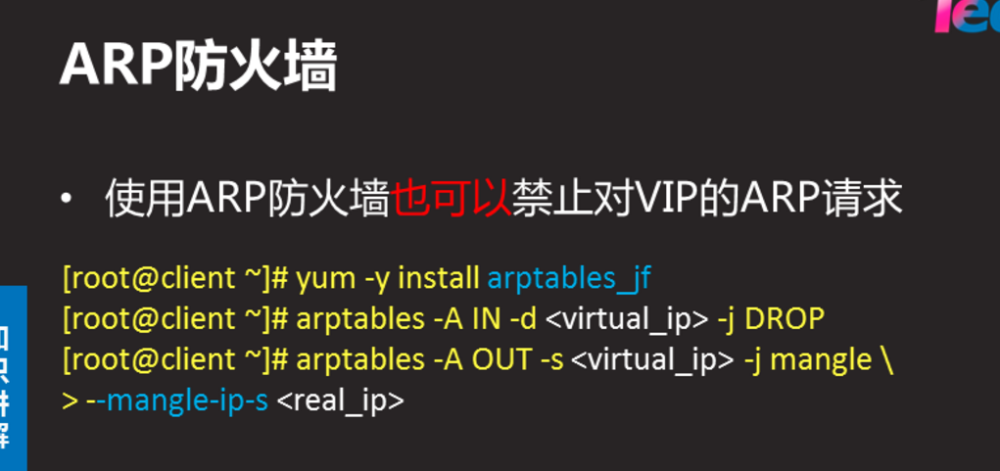 ARP防火墙
• 使用ARP防火墙也可以禁止对VIP的ARP请求
[root@client ~]# yum -y install arptables_jf
[root@client ~]# arptables -A IN -d <virtual_ip> -j DROP
[root@client ~]# arptables -A OUT -s <virtual_ip> -j mangle \
> --mangle-ip-s <real_ip>